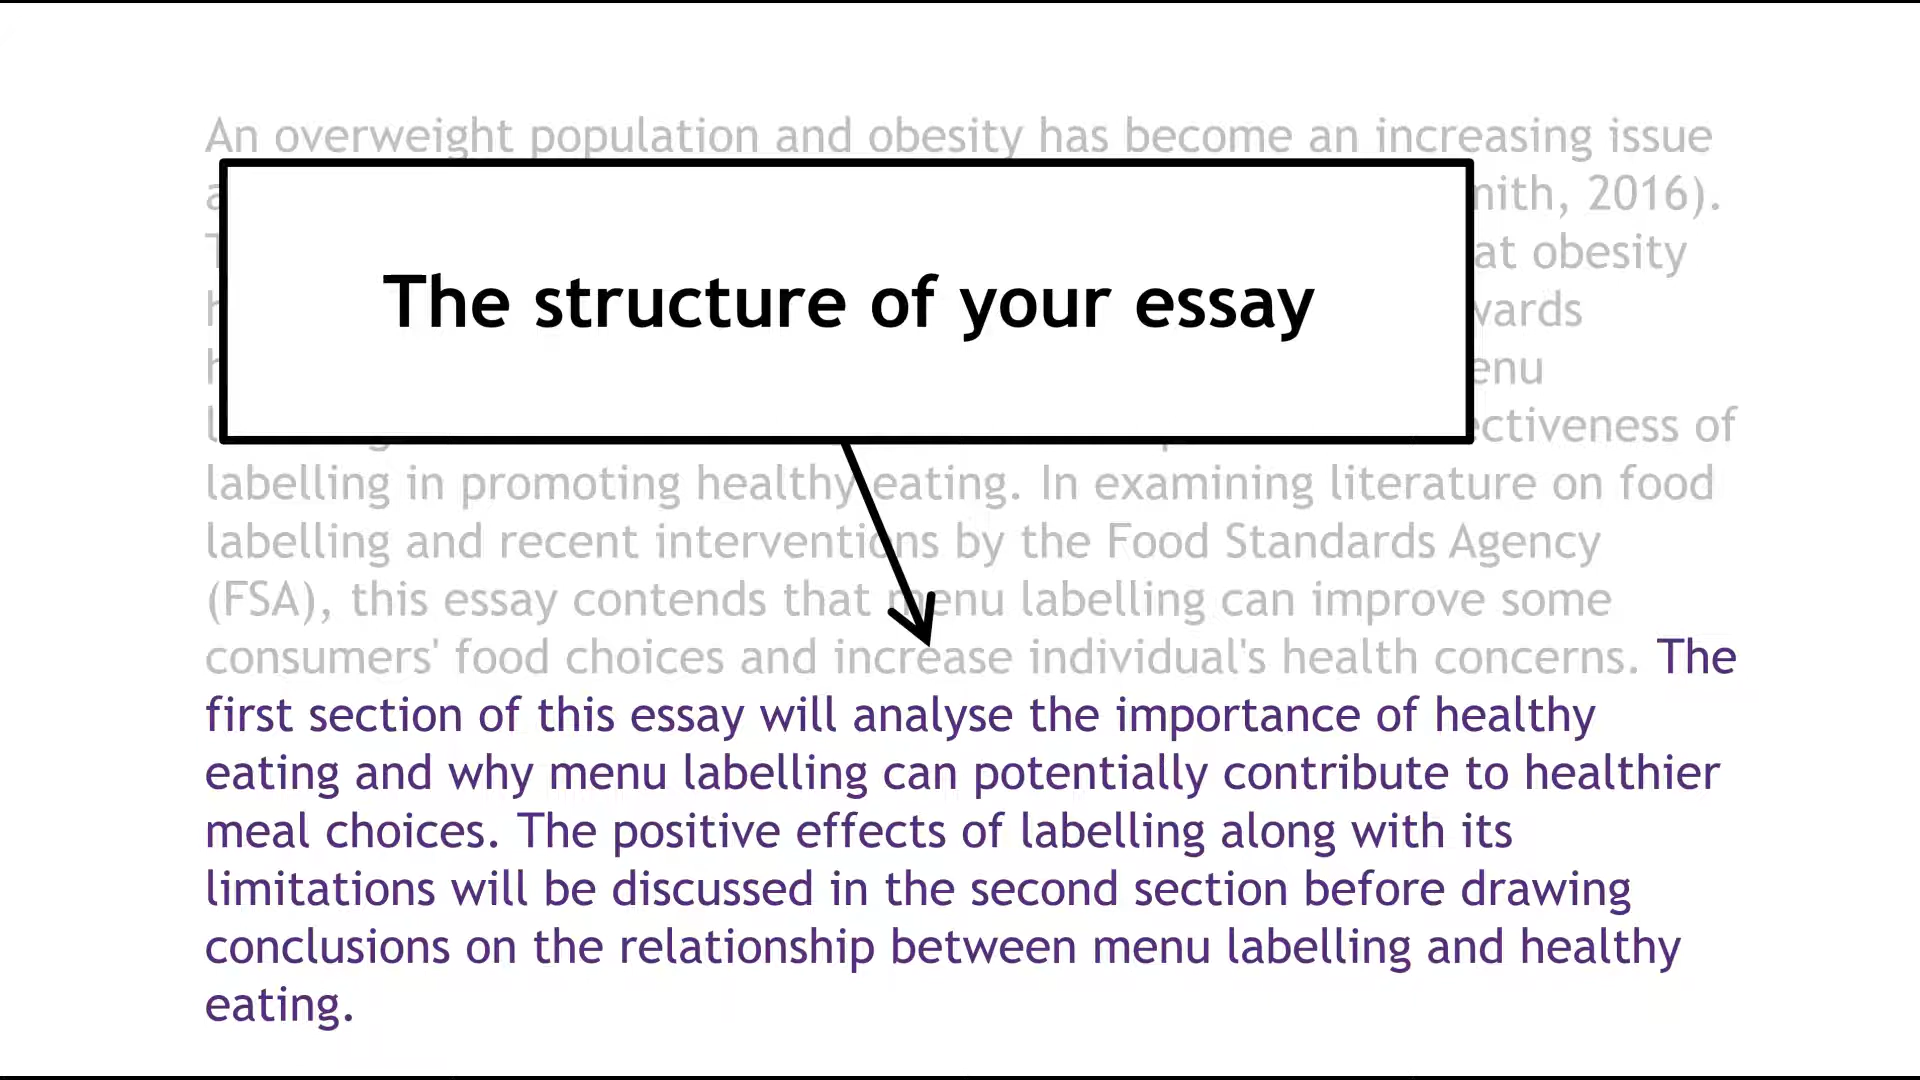 An overweight population and obesity has become an increasing issue
2016).
The structure of your essay
at obesity
enu
of
labelling in promoting healthy eating. In examining literature on food
labelling and recent interventions by the Food Standards Agency
(FSA), this essay contends that menu labelling can improve some
consumers' food choices and increase individual's health concerns. The
first section of this essay will analyse the importance of healthy
eating and why menu labelling can potentially contribute to healthier
meal choices. The positive effects of labelling along with its
limitations will be discussed in the second section before drawing
conclusions on the relationship between menu labelling and healthy
eating.